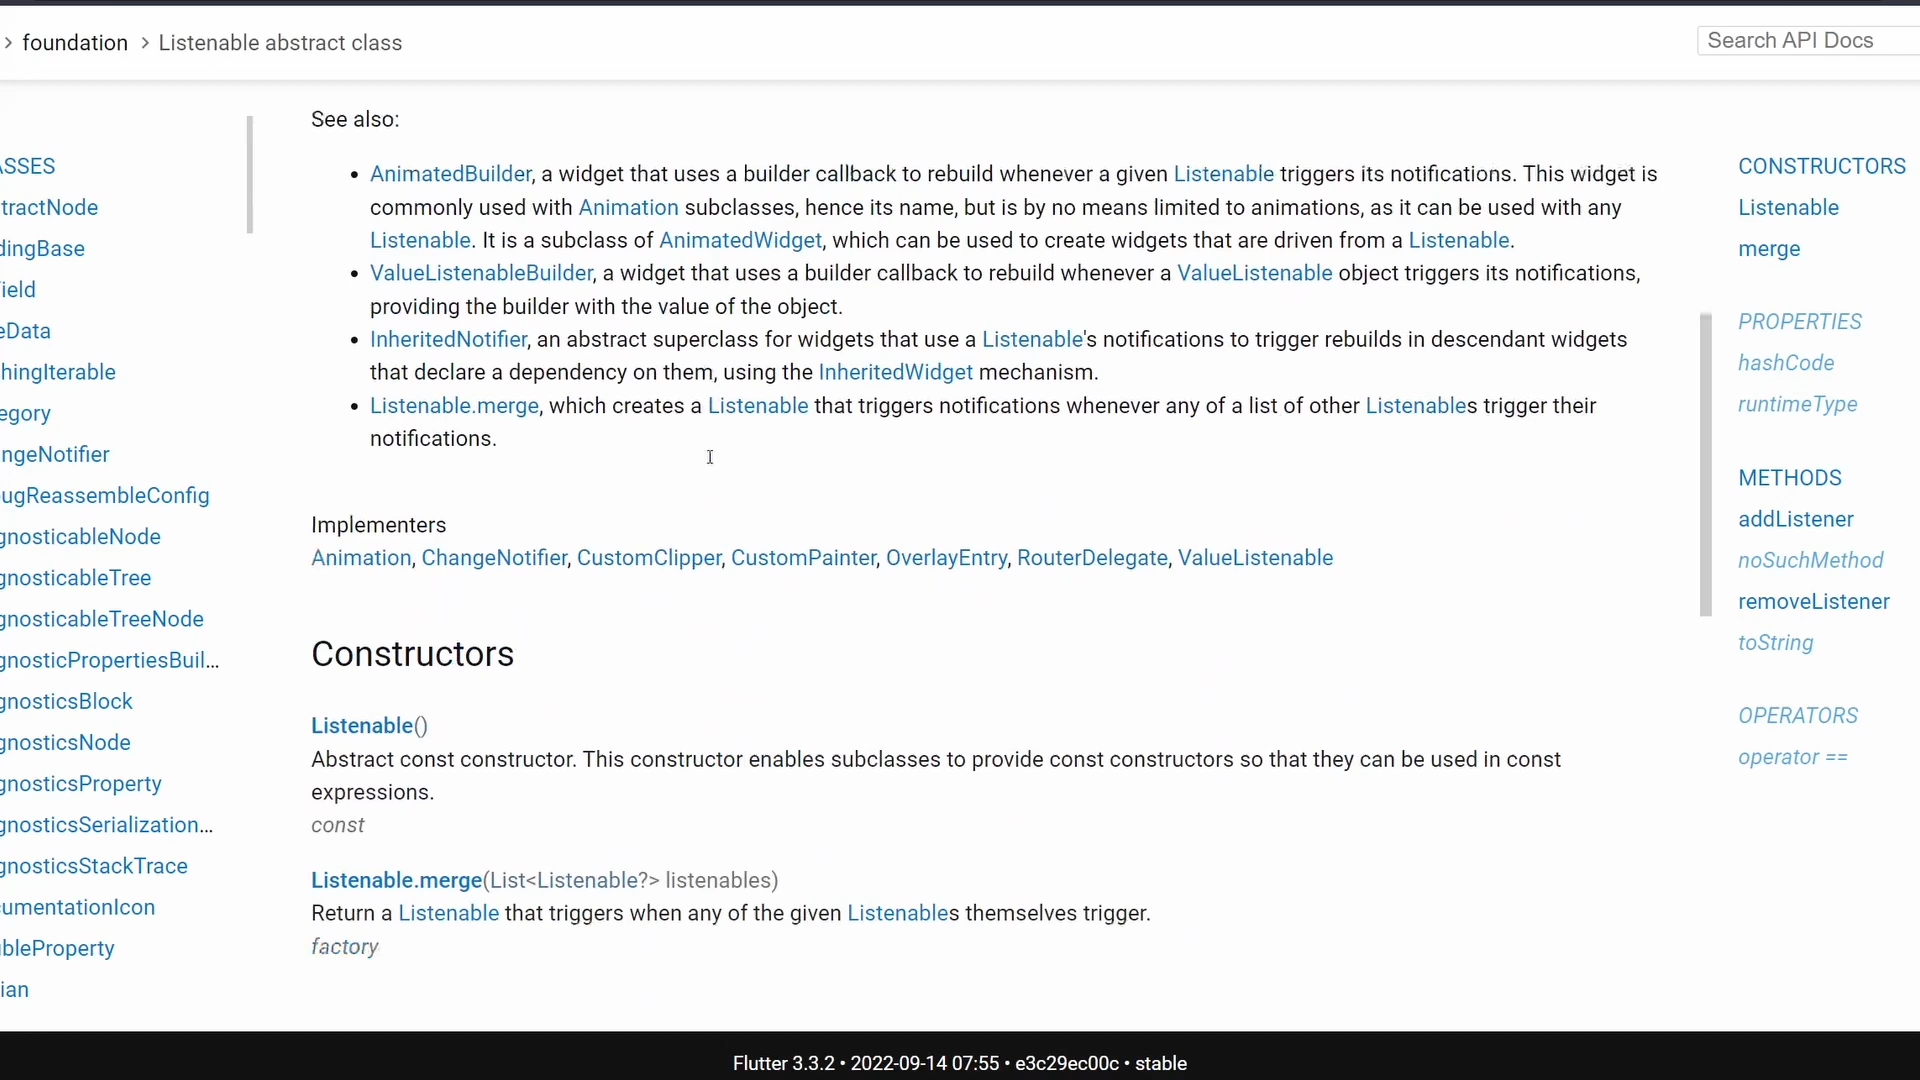 foundation > Listenable abstract class
Search API Docs
ASSES
tractNode
dingBase
ield
eData
hingIterable
egory
ngeNotifier
ugReassembleConfig
gnosticableNode
gnosticableTree
gnosticableTreeNode
gnosticPropertiesBuil...
gnosticsBlock
gnosticsNode
gnosticsProperty
gnosticsSerialization...
gnosticsStackTrace
umentationIcon
bleProperty
ian
See also:
• AnimatedBuilder, a widget that uses a builder callback to rebuild whenever a given Listenable triggers its notifications. This widget is
commonly used with Animation subclasses, hence its name, but is by no means limited to animations, as it can be used with any
Listenable. It is a subclass of AnimatedWidget, which can be used to create widgets that are driven from a Listenable.
• ValueListenableBuilder, a widget that uses a builder callback to rebuild whenever a ValueListenable object triggers its notifications,
providing the builder with the value of the object.
• InheritedNotifier, an abstract superclass for widgets that use a Listenable's notifications to trigger rebuilds in descendant widgets
that declare a dependency on them, using the InheritedWidget mechanism.
• Listenable.merge, which creates a Listenable that triggers notifications whenever any of a list of other Listenables trigger their
notifications.
Implementers
Animation, ChangeNotifier, CustomClipper, CustomPainter, OverlayEntry, RouterDelegate, ValueListenable
Constructors
Listenable()
Abstract const constructor. This constructor enables subclasses to provide const constructors so that they can be used in const
expressions.
const
Listenable.merge(List<Listenable?> listenables)
Return a Listenable that triggers when any of the given Listenables themselves trigger.
factory
CONSTRUCTORS
Listenable
merge
PROPERTIES
hashCode
runtimeType
METHODS
addListener
noSuchMethod
removeListener
toString
OPERATORS
operator ==
Flutter 3.3.2 • 2022-09-14 07:55 • e3c29ec00c • stable